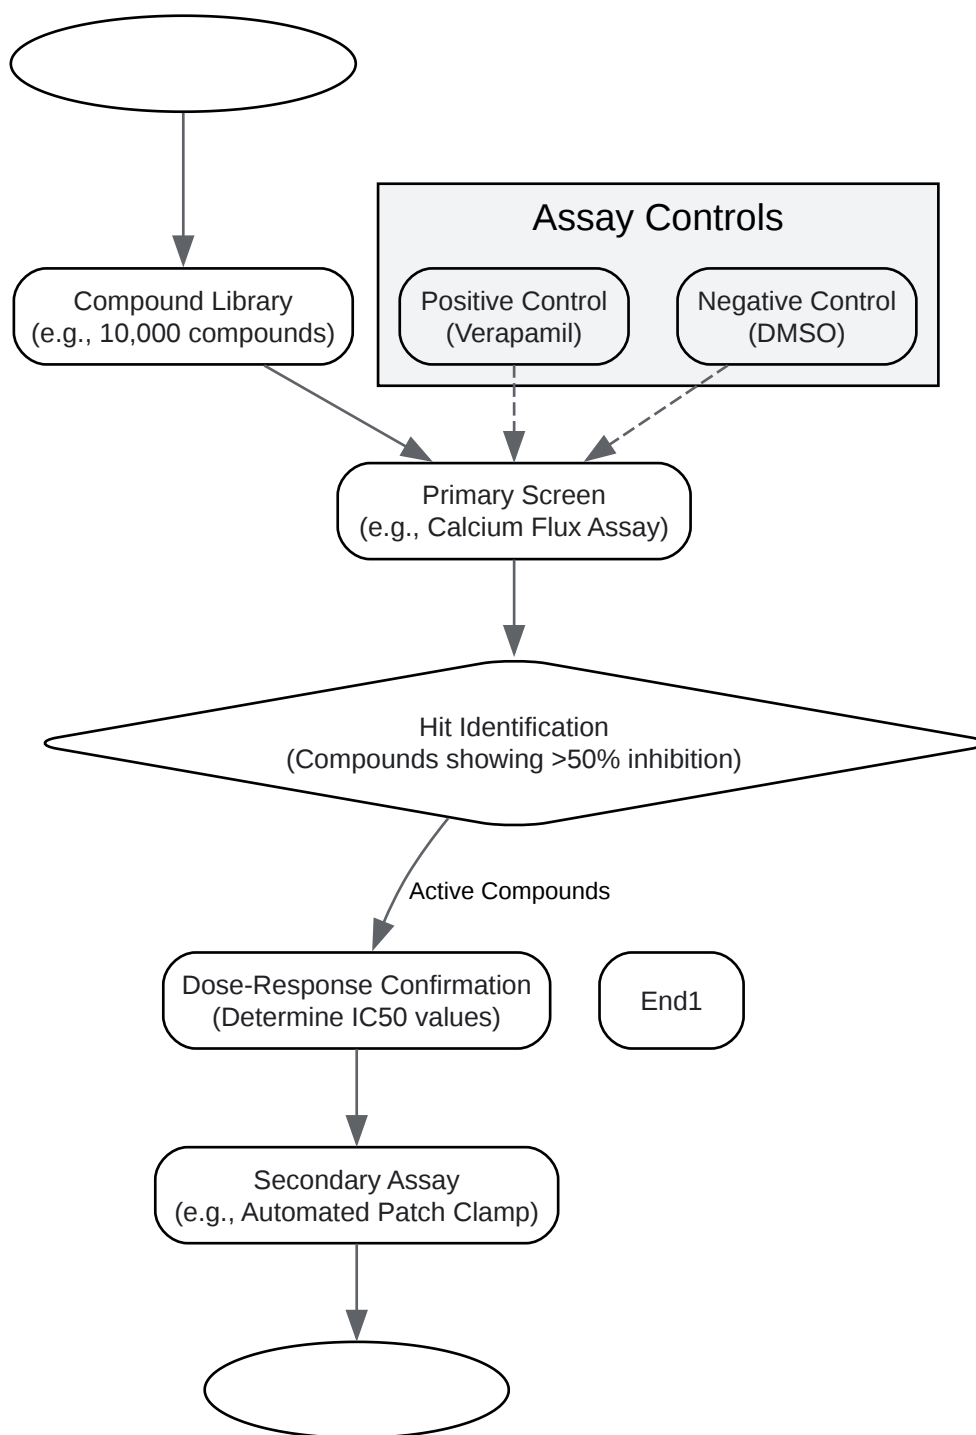 Assay Controls
Compound Library
(e.g., 10,000 compounds)
Positive Control
(Verapamil)
Negative Control
(DMSO)
Primary Screen
(e.g., Calcium Flux Assay)
Hit Identification
(Compounds showing >50% inhibition)
Active Compounds
Dose-Response Confirmation
(Determine IC50 values)
End1
Secondary Assay
(e.g., Automated Patch Clamp)